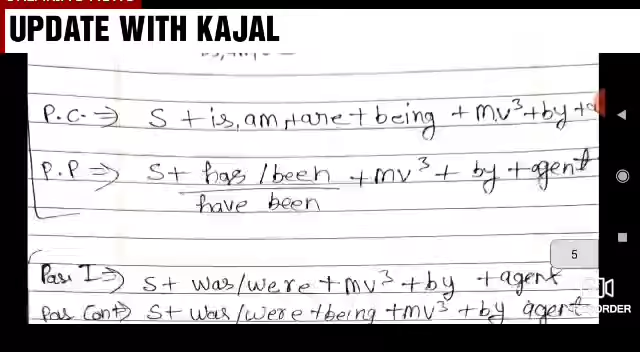 UPDATE WITH KAJAL
P.C. ⇒ S + is, am, + are + being + mv³ + by + a
P.P ⇒ S + has / been + mv³ + by + agent
have been
5
Pas. I ⇒ S + was/were + mv³ + by + agent
ORDER
Pas Cont ⇒ S + was/were + being + mv³ + by agent